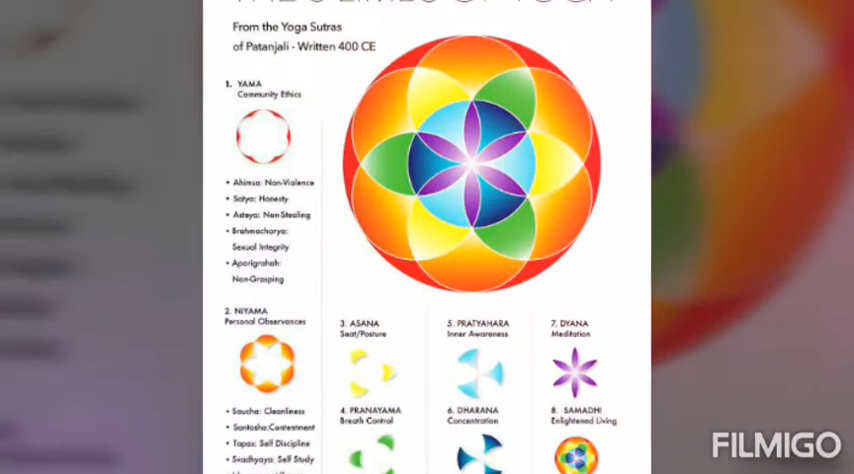 From the Yoga Sutras
of Patanjali - Written 400 CE
1. YAMA
Community Ethics
• Ahimsa: Non-Violence
• Satya: Honesty
• Asteya: Non-Stealing
• Brahmacharya:
Sexual Integrity
• Aparigrahah:
Non-Grasping
2. NIYAMA
Personal Observances
• Saucha: Cleanliness
• Santosha:Contentment
• Tapas: Self Discipline
• Svadhyaya: Self Study
3. ASANA
Seat/Posture
4. PRANAYAMA
Breath Control
5. PRATYAHARA
Inner Awareness
6. DHARANA
Concentration
7. DYANA
Meditation
8. SAMADHI
Enlightened Living
FILMIGO